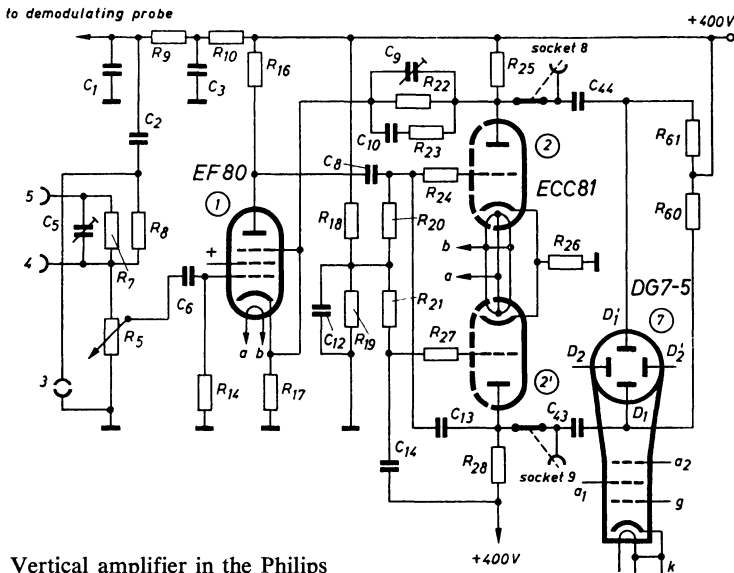 to demodulating probe
+400V
socket 8
R9
R10
C1
C3
R16
C9
R22
R25
C44
C2
C10
R23
R61
EF80
C8
2
5
1
R24
ECC81
R60
C5
R8
R18
R20
4
R7
+
b
R26
C6
a
DG7-5
R21
D1'
7
R5
C12
R19
R27
D2
D2'
a
b
3
2'
R14
R17
C13
C43
D1
C14
R28
socket 9
a2
a1
g
+400V
k
Vertical amplifier in the Philips